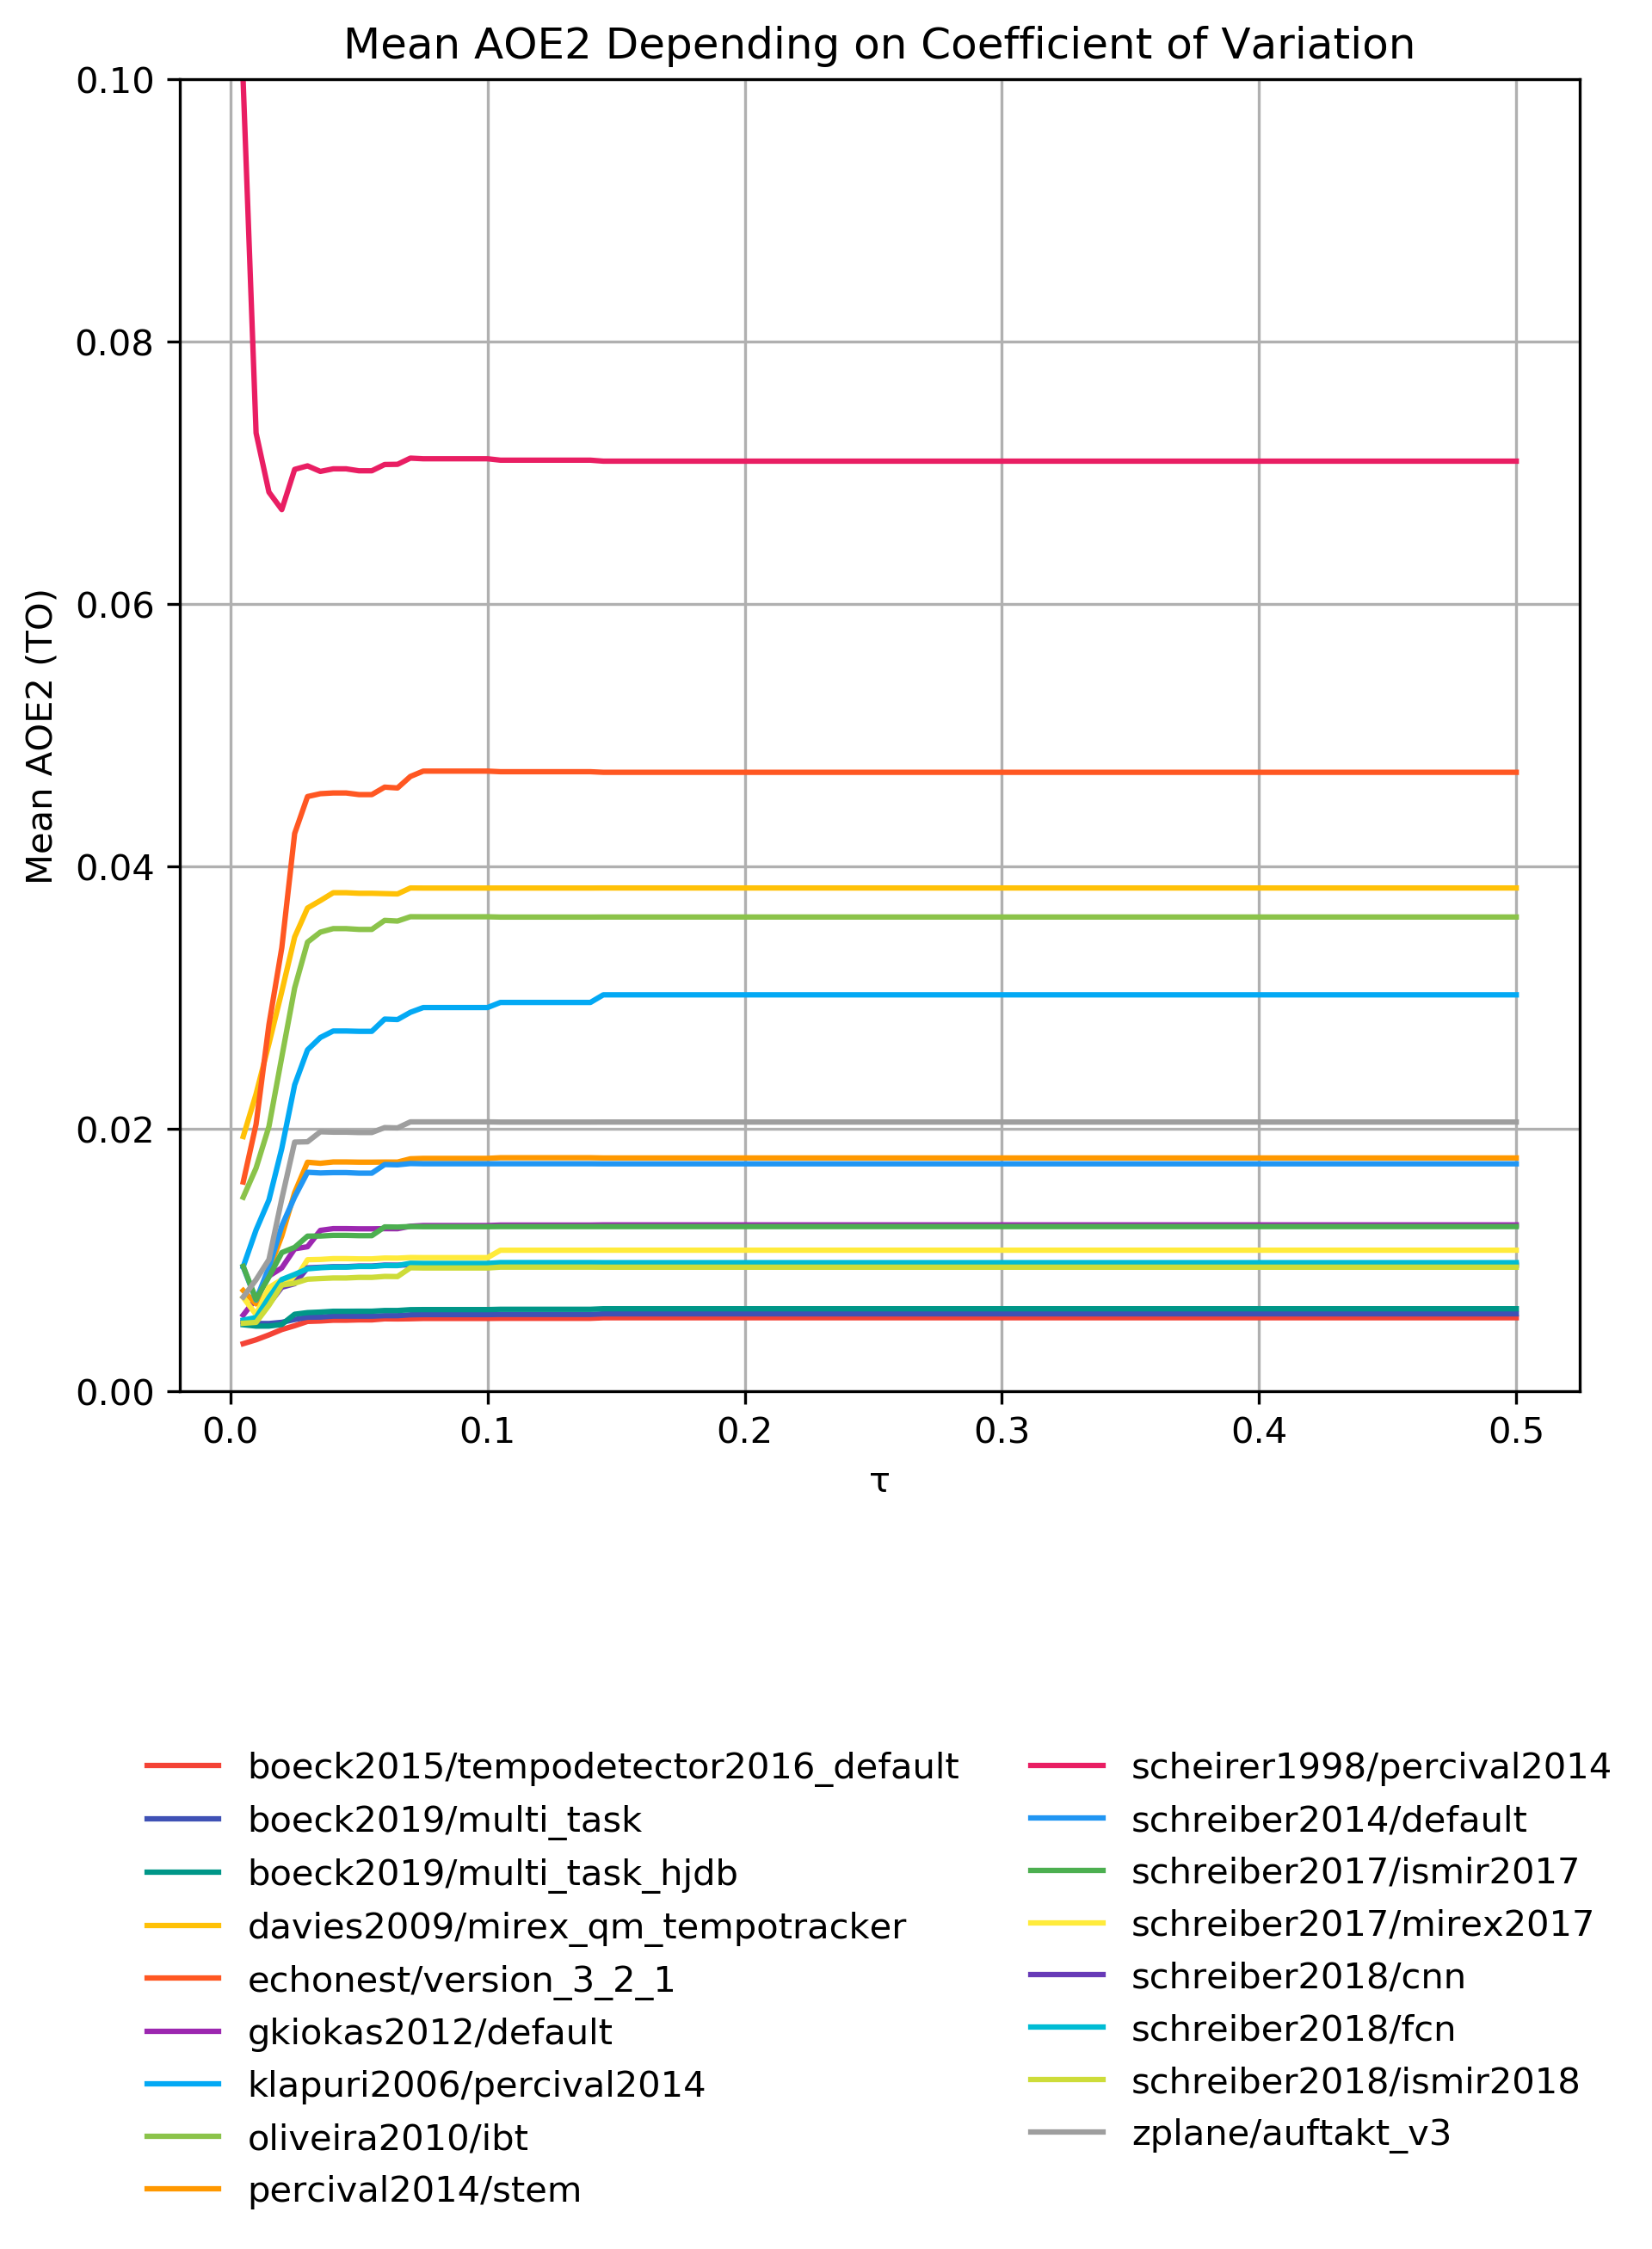 Mean AOE2 Depending on Coefficient of Variation
0.10
0.08
0.06
0.04
0.02
0.00
Mean AOE2 (TO)
0.0 0.1 0.2 0.3 0.4 0.5
τ
boeck2015/tempodetector2016_default
boeck2019/multi_task
boeck2019/multi_task_hjdb
davies2009/mirex_qm_tempotracker
echonest/version_3_2_1
gkiokas2012/default
klapuri2006/percival2014
oliveira2010/ibt
percival2014/stem
scheirer1998/percival2014
schreiber2014/default
schreiber2017/ismir2017
schreiber2017/mirex2017
schreiber2018/cnn
schreiber2018/fcn
schreiber2018/ismir2018
zplane/auftakt_v3